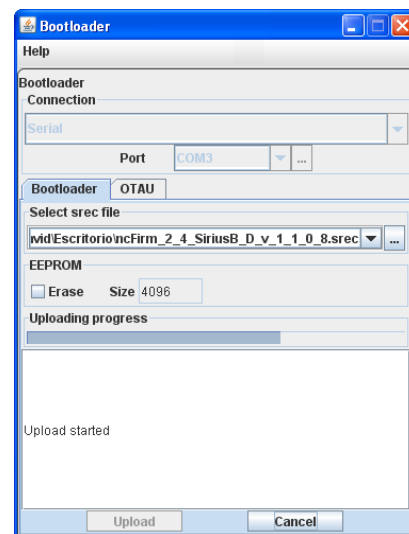 Bootloader
Help
Bootloader
Connection
Serial
Port COM3 ...
Bootloader OTAU
Select srec file
vid\Escritorio\ncFirm_2_4_SiriusB_D_v_1_1_0_8.srec ...
EEPROM
Erase Size 4096
Uploading progress
Upload started
Upload Cancel